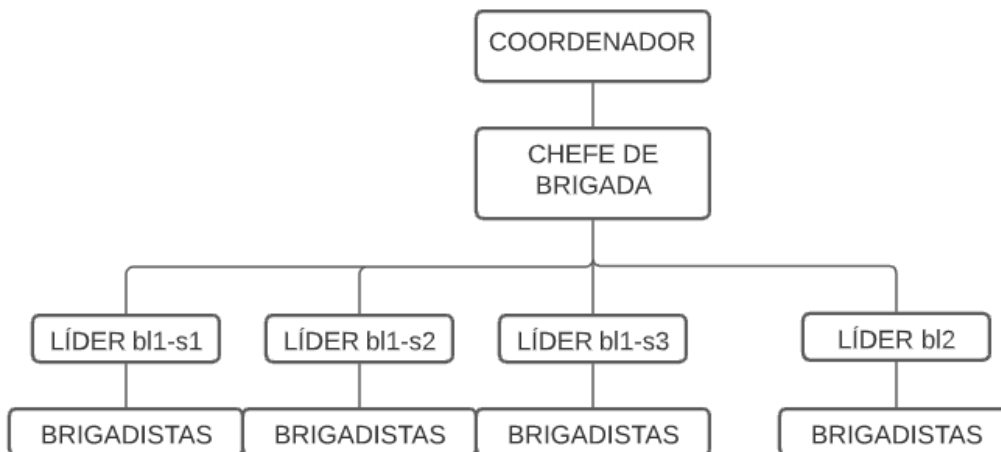 COORDENADOR
CHEFE DE
BRIGADA
LÍDER bl1-s1
LÍDER bl1-s2
LÍDER bl1-s3
LÍDER bl2
BRIGADISTAS
BRIGADISTAS
BRIGADISTAS
BRIGADISTAS